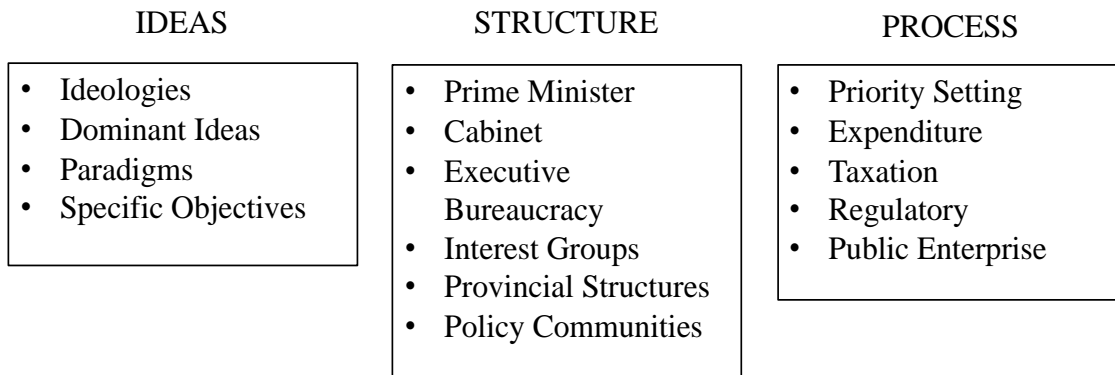 IDEAS
• Ideologies
• Dominant Ideas
• Paradigms
• Specific Objectives
STRUCTURE
• Prime Minister
• Cabinet
• Executive
Bureaucracy
• Interest Groups
• Provincial Structures
• Policy Communities
PROCESS
• Priority Setting
• Expenditure
• Taxation
• Regulatory
• Public Enterprise